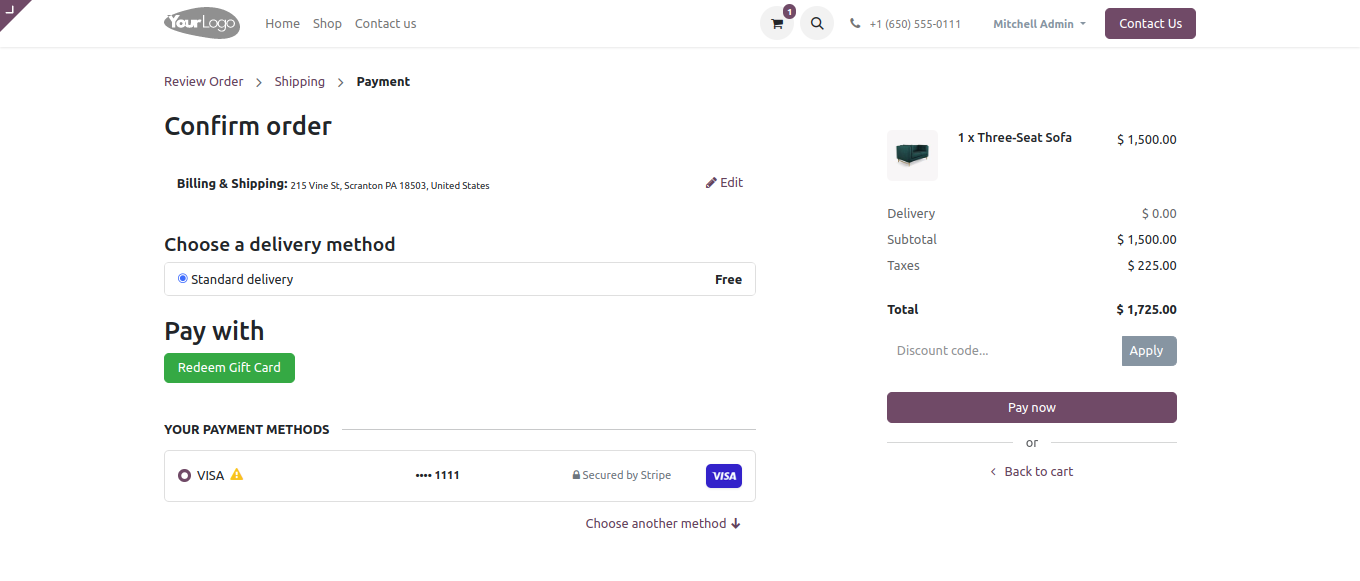 YourLogo Home Shop Contact us 1 +1 (650) 555-0111 Mitchell Admin Contact Us
Review Order Shipping Payment
Confirm order
Billing & Shipping: 215 Vine St, Scranton PA 18503, United States Edit
Choose a delivery method
Standard delivery Free
Pay with
Redeem Gift Card
YOUR PAYMENT METHODS
VISA •••• 1111 Secured by Stripe VISA
Choose another method
1 x Three-Seat Sofa $ 1,500.00
Delivery $ 0.00
Subtotal $ 1,500.00
Taxes $ 225.00
Total $ 1,725.00
Discount code... Apply
Pay now
or
Back to cart